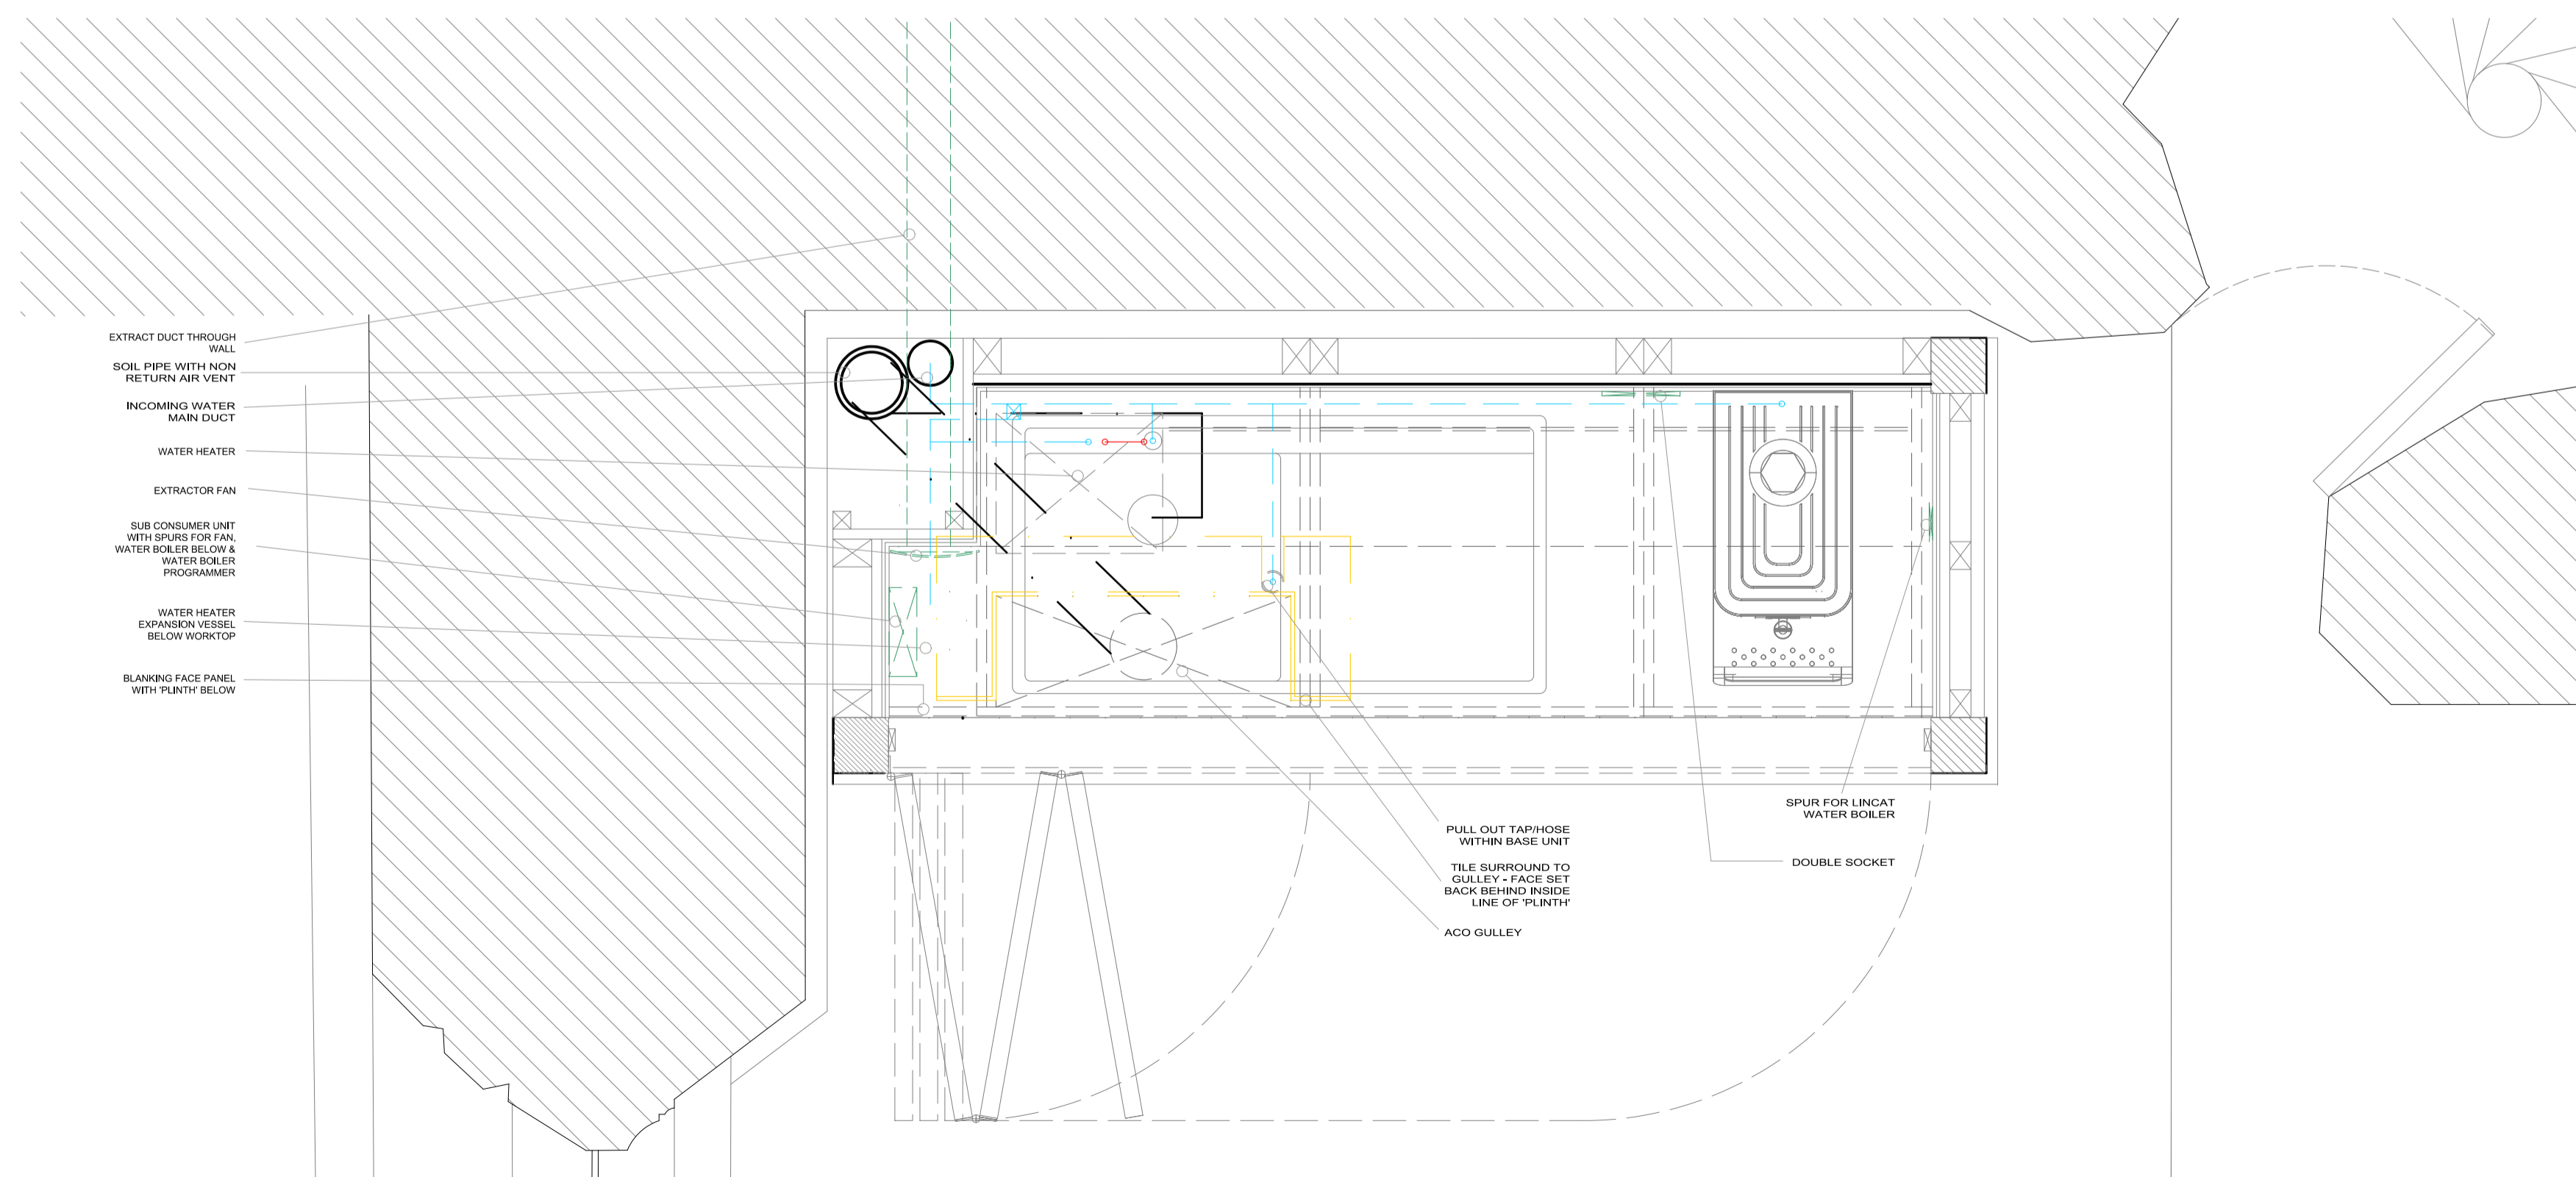 EXTRACT DUCT THROUGH
WALL
SOIL PIPE WITH NON
RETURN AIR VENT
INCOMING WATER
MAIN DUCT
WATER HEATER
EXTRACTOR FAN
SUB CONSUMER UNIT
WITH SPURS FOR FAN,
WATER BOILER BELOW &
WATER BOILER
PROGRAMMER
WATER HEATER
EXPANSION VESSEL
BELOW WORKTOP
BLANKING FACE PANEL
WITH 'PLINTH' BELOW
PULL OUT TAP/HOSE
WITHIN BASE UNIT
TILE SURROUND TO
GULLEY - FACE SET
BACK BEHIND INSIDE
LINE OF 'PLINTH'
ACO GULLEY
SPUR FOR LINCAT
WATER BOILER
DOUBLE SOCKET